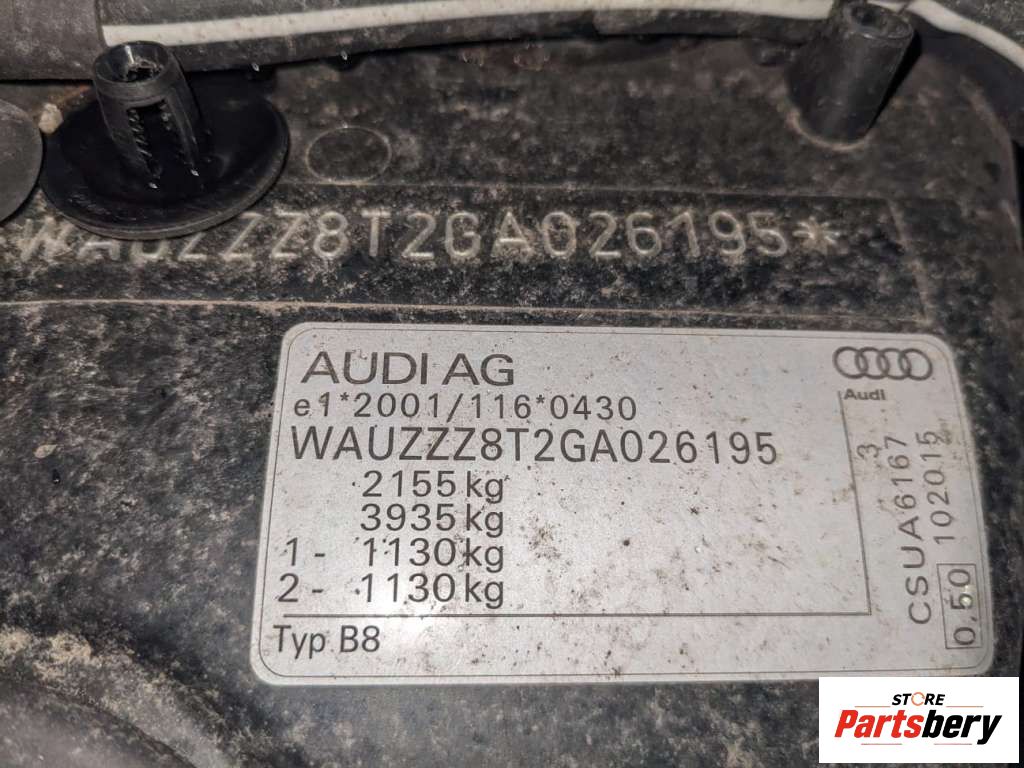 WAUZZZ8T2GA026195*
AUDI AG
Audi
e1*2001/116*0430
WAUZZZ8T2GA026195
2155 kg
3935 kg
1 - 1130 kg
2 - 1130 kg
Typ B8
3
CSUA6167
102015
0,50
STORE
Partsbery